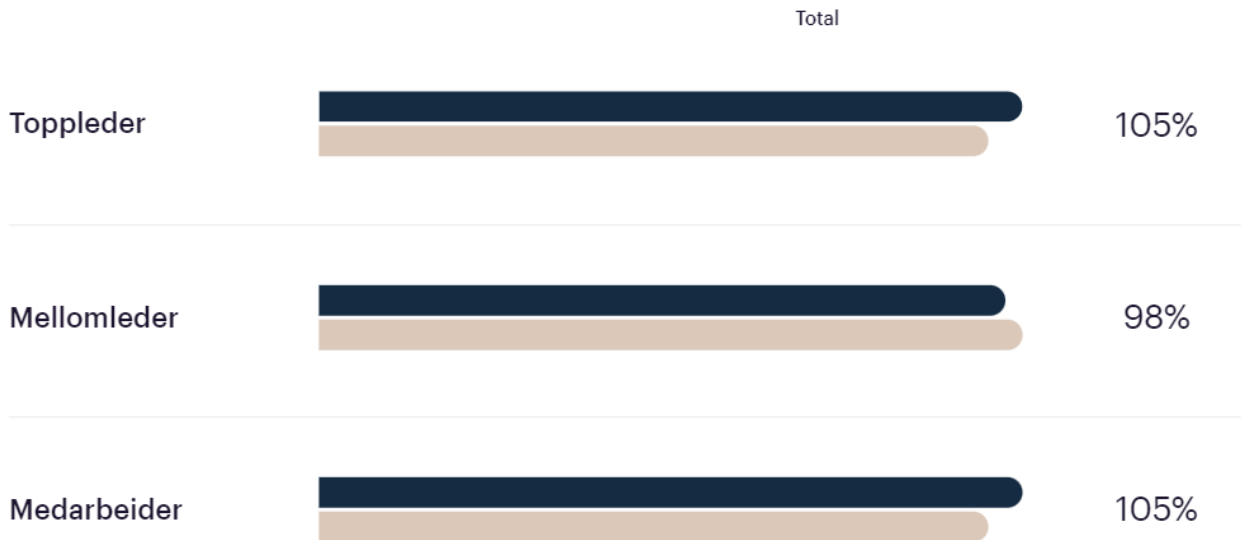 Total
Toppleder
105%
Mellomleder
98%
Medarbeider
105%